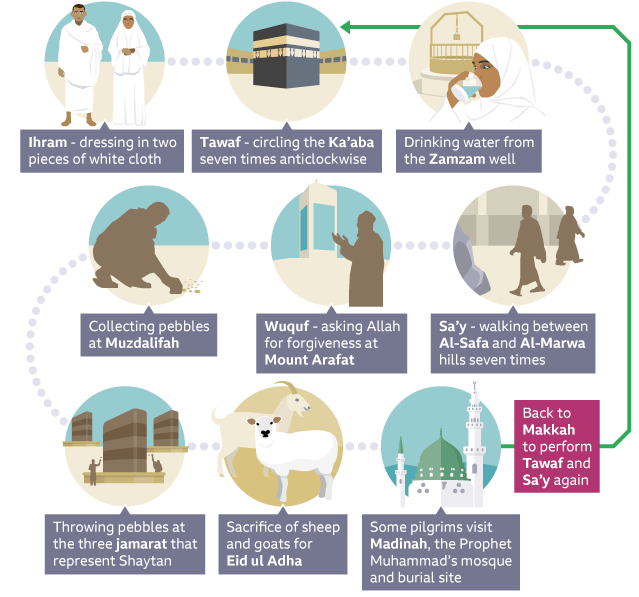 Ihram - dressing in two
pieces of white cloth
Tawaf - circling the Ka’aba
seven times anticlockwise
Drinking water from
the Zamzam well
Collecting pebbles
at Muzdalifah
Wuquf - asking Allah
for forgiveness at
Mount Arafat
Sa’y - walking between
Al-Safa and Al-Marwa
hills seven times
Throwing pebbles at
the three jamarat that
represent Shaytan
Sacrifice of sheep
and goats for
Eid ul Adha
Some pilgrims visit
Madinah, the Prophet
Muhammad’s mosque
and burial site
Back to
Makkah
to perform
Tawaf and
Sa’y again